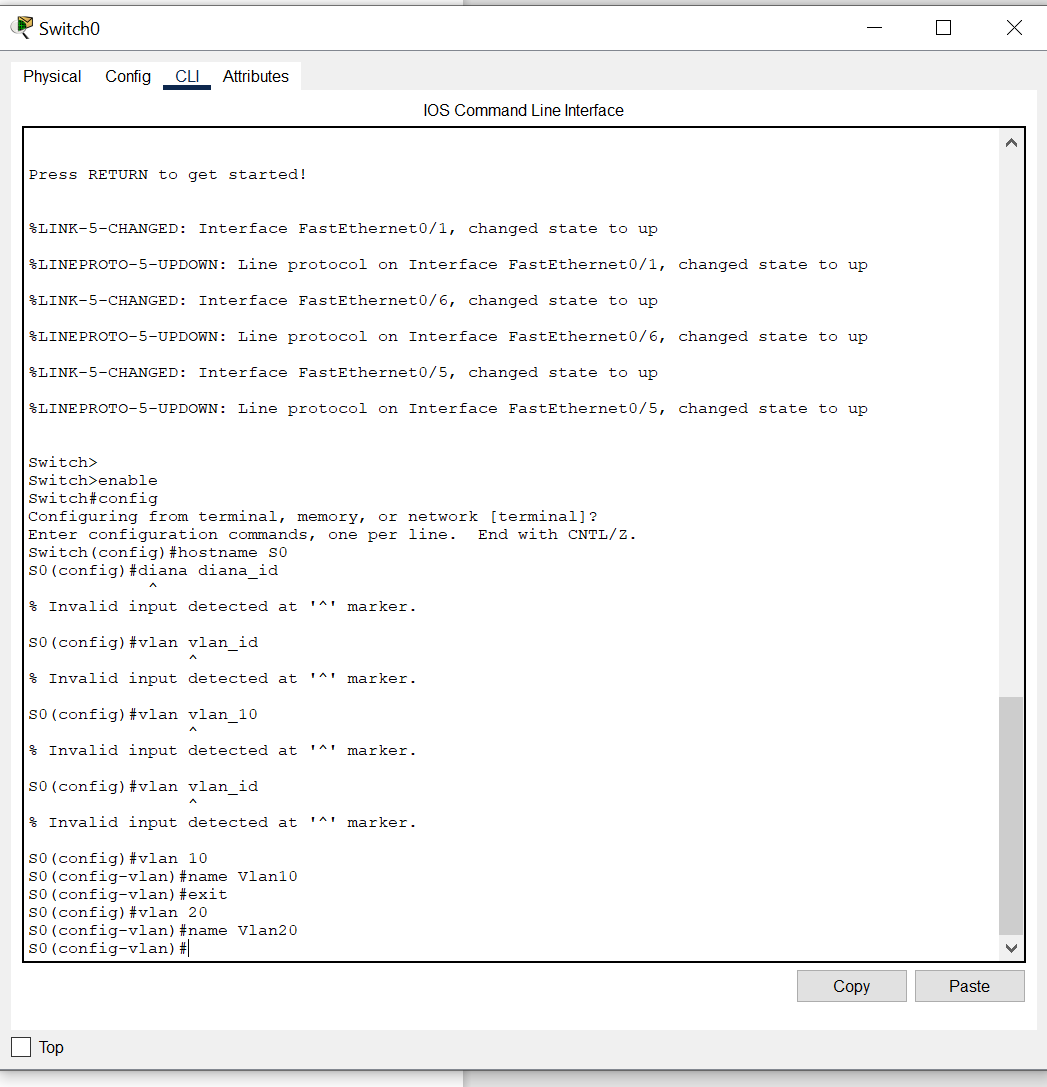 Switch0
Physical Config CLI Attributes
IOS Command Line Interface
Press RETURN to get started!
%LINK-5-CHANGED: Interface FastEthernet0/1, changed state to up
%LINEPROTO-5-UPDOWN: Line protocol on Interface FastEthernet0/1, changed state to up
%LINK-5-CHANGED: Interface FastEthernet0/6, changed state to up
%LINEPROTO-5-UPDOWN: Line protocol on Interface FastEthernet0/6, changed state to up
%LINK-5-CHANGED: Interface FastEthernet0/5, changed state to up
%LINEPROTO-5-UPDOWN: Line protocol on Interface FastEthernet0/5, changed state to up
Switch>
Switch>enable
Switch#config
Configuring from terminal, memory, or network [terminal]?
Enter configuration commands, one per line.  End with CNTL/Z.
Switch(config)#hostname S0
S0(config)#diana diana_id
^
% Invalid input detected at '^' marker.
S0(config)#vlan vlan_id
^
% Invalid input detected at '^' marker.
S0(config)#vlan vlan_10
^
% Invalid input detected at '^' marker.
S0(config)#vlan vlan_id
^
% Invalid input detected at '^' marker.
S0(config)#vlan 10
S0(config-vlan)#name Vlan10
S0(config-vlan)#exit
S0(config)#vlan 20
S0(config-vlan)#name Vlan20
S0(config-vlan)#
Copy Paste
Top